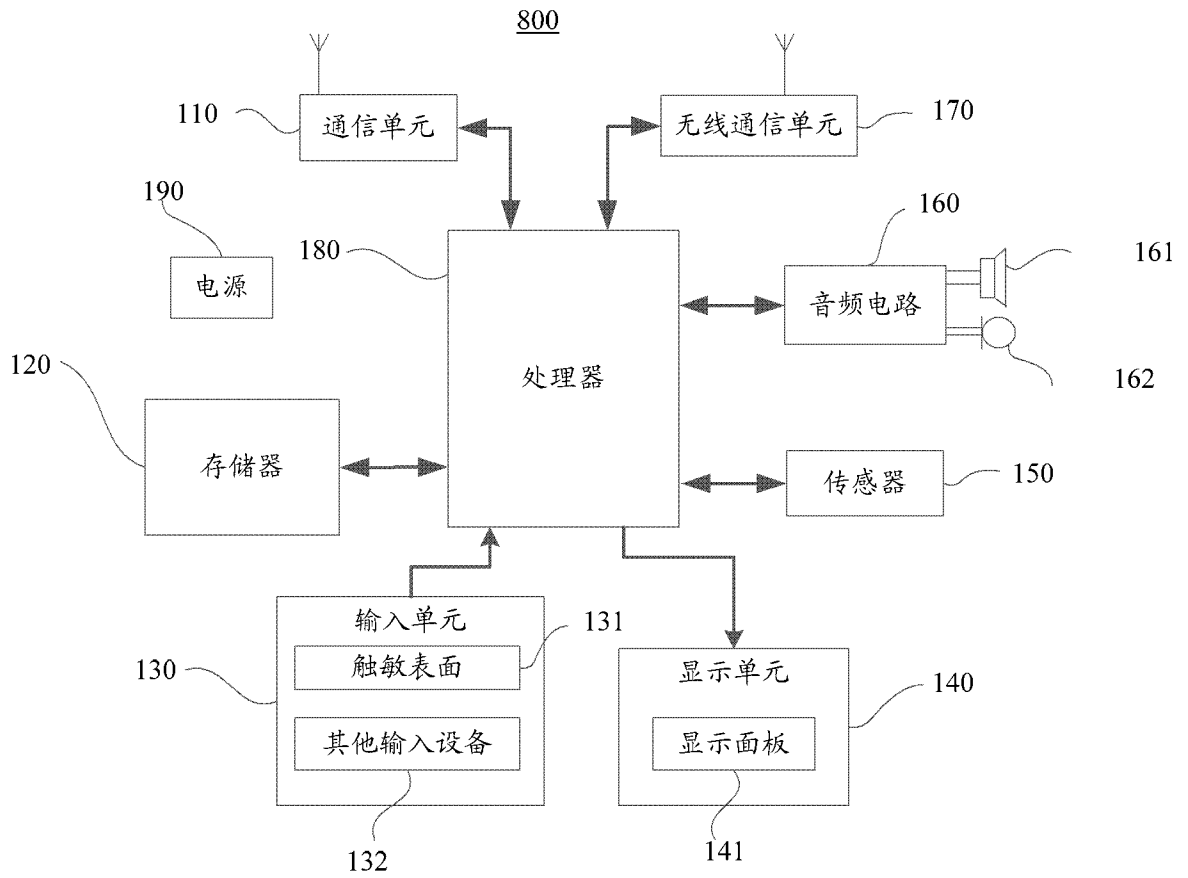 800
110
通信单元
无线通信单元
170
190
电源
180
160
161
音频电路
162
处理器
120
存储器
传感器
150
输入单元
131
触敏表面
130
其他输入设备
132
显示单元
140
显示面板
141